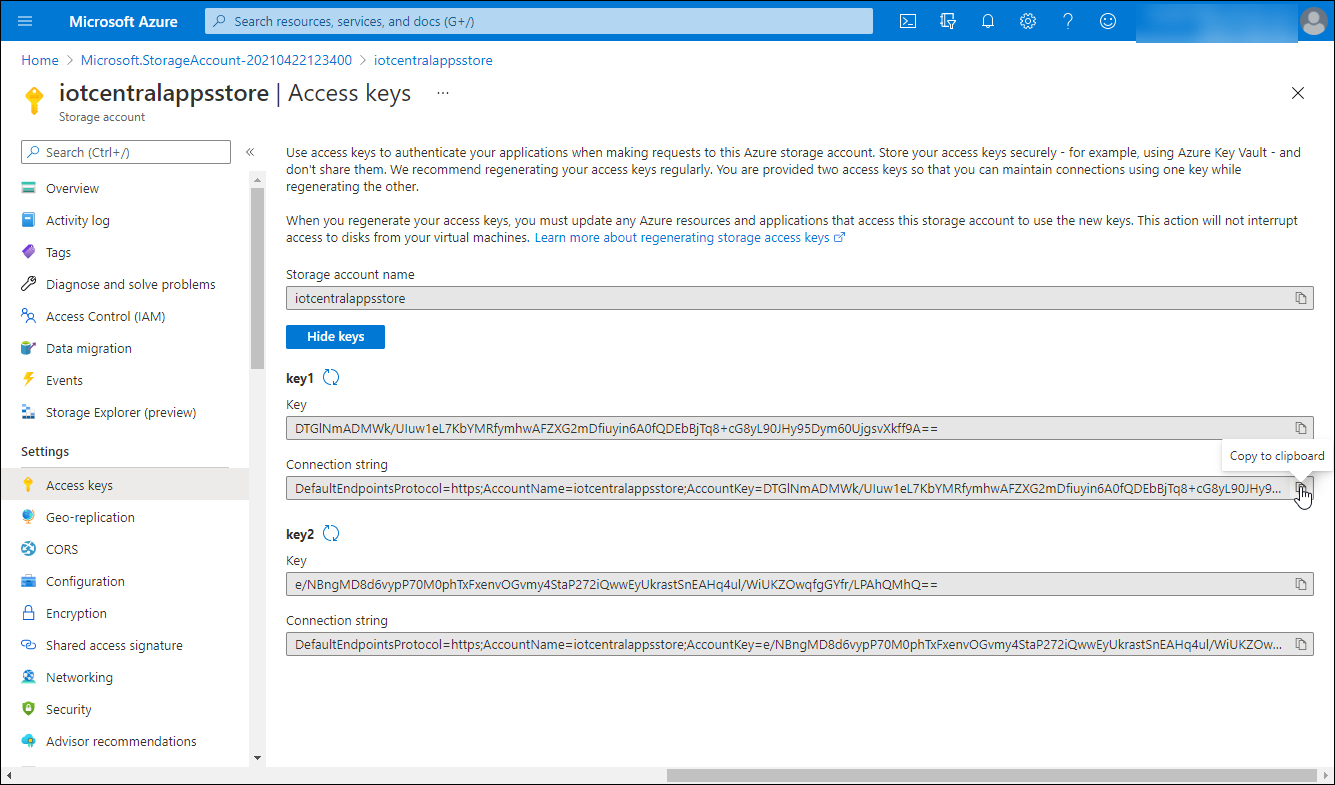 Microsoft Azure
Search resources, services, and docs (G+/)
Home > Microsoft.StorageAccount-20210422123400 > iotcentralappsstore
iotcentralappsstore | Access keys ...
Storage account
Search (Ctrl+/)
Overview
Activity log
Tags
Diagnose and solve problems
Access Control (IAM)
Data migration
Events
Storage Explorer (preview)
Settings
Access keys
Geo-replication
CORS
Configuration
Encryption
Shared access signature
Networking
Security
Advisor recommendations
Use access keys to authenticate your applications when making requests to this Azure storage account. Store your access keys securely - for example, using Azure Key Vault - and
don't share them. We recommend regenerating your access keys regularly. You are provided two access keys so that you can maintain connections using one key while
regenerating the other.
When you regenerate your access keys, you must update any Azure resources and applications that access this storage account to use the new keys. This action will not interrupt
access to disks from your virtual machines. Learn more about regenerating storage access keys
Storage account name
iotcentralappsstore
Hide keys
key1
Key
DTGlNmADMWk/UIuw1eL7KbYMRfymhwAFZXG2mDfiuyin6A0fQDEbBjTq8+cG8yL90JHy95Dym60UjgsvXkff9A==
Copy to clipboard
Connection string
DefaultEndpointsProtocol=https;AccountName=iotcentralappsstore;AccountKey=DTGlNmADMWk/UIuw1eL7KbYMRfymhwAFZXG2mDfiuyin6A0fQDEbBjTq8+cG8yL90JHy9...
key2
Key
e/NBngMD8d6vypP70M0phTxFxenvOGvmy4StaP272iQwwEyUkrastSnEAHq4ul/WiUKZOwqfgGYfr/LPAhQMhQ==
Connection string
DefaultEndpointsProtocol=https;AccountName=iotcentralappsstore;AccountKey=e/NBngMD8d6vypP70M0phTxFxenvOGvmy4StaP272iQwwEyUkrastSnEAHq4ul/WiUKZOw...